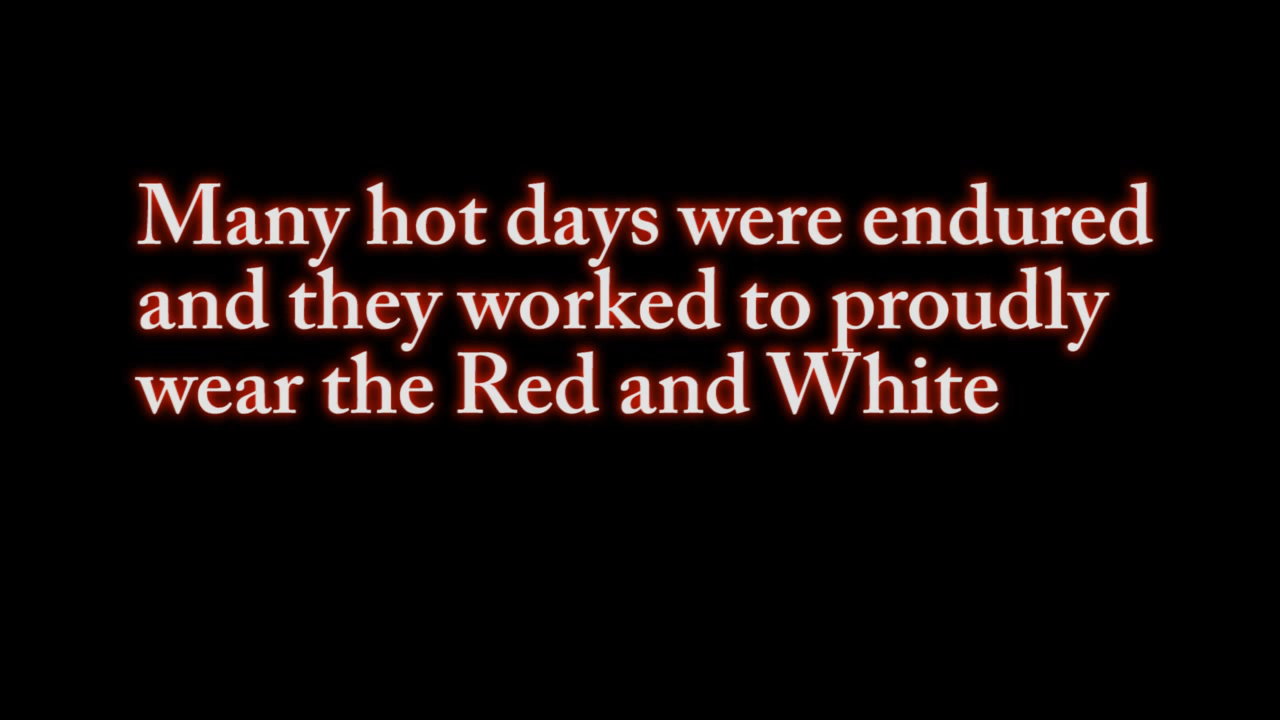 Many hot days were endured
and they worked to proudly
wear the Red and White